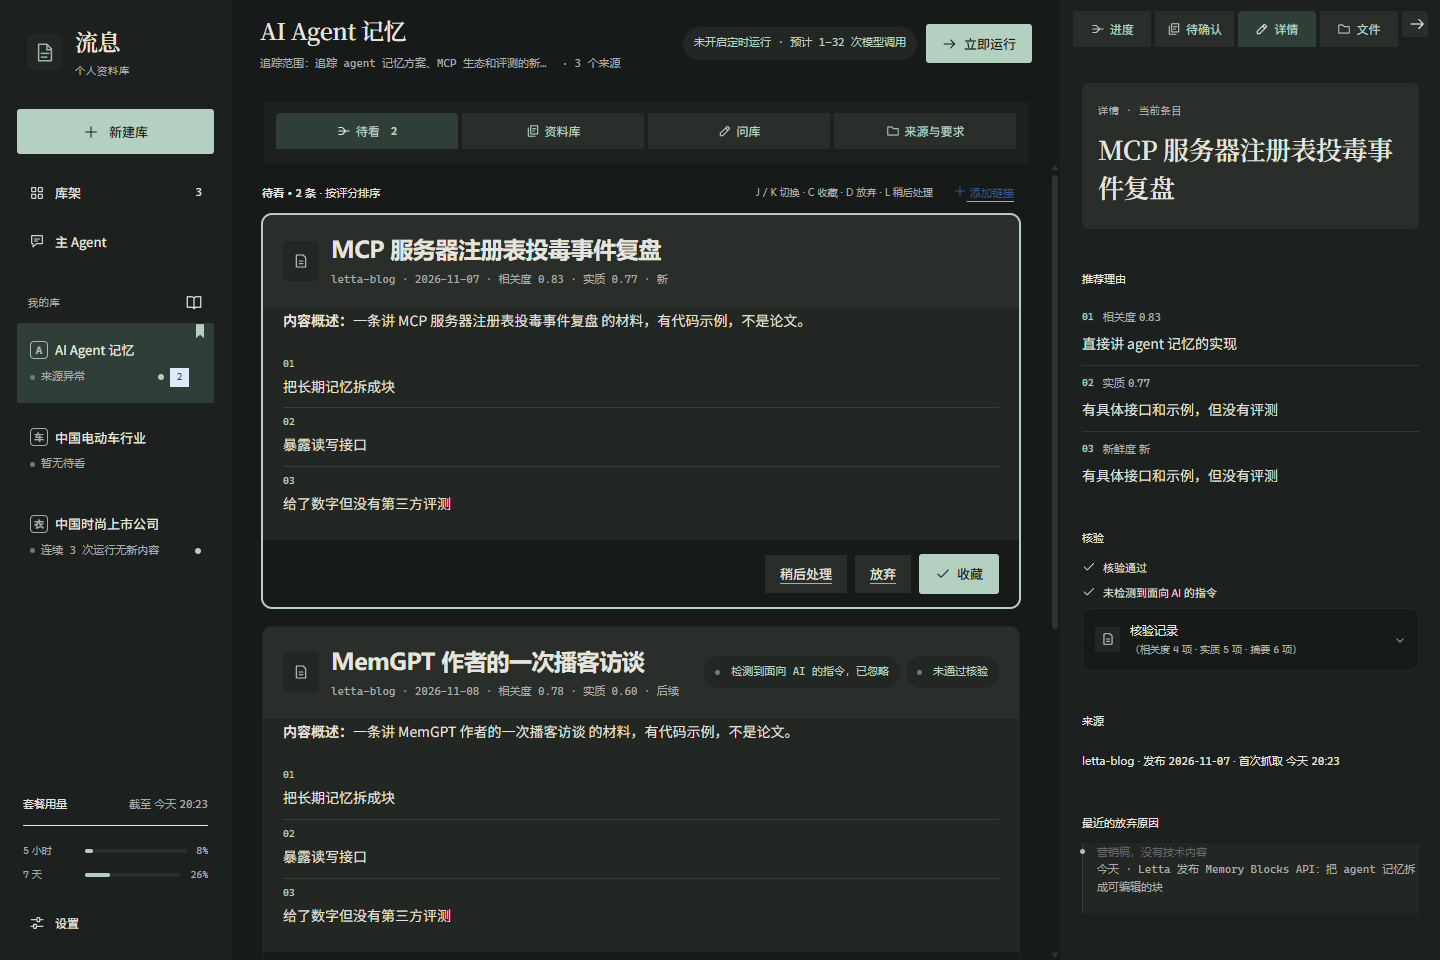 流息
个人资料库
新建库
库架 3
主 Agent
我的库
A AI Agent 记忆
来源异常 2
车 中国电动车行业
暂无待看
衣 中国时尚上市公司
连续 3 次运行无新内容
套餐用量 截至 今天 20:23
5 小时 8%
7 天 26%
设置
AI Agent 记忆
追踪范围：追踪 agent 记忆方案、MCP 生态和评测的新… · 3 个来源
未开启定时运行 · 预计 1–32 次模型调用
立即运行
待看 2
资料库
问库
来源与要求
待看 • 2 条 · 按评分排序
J / K 切换 · C 收藏 · D 放弃 · L 稍后处理
添加链接
MCP 服务器注册表投毒事件复盘
letta-blog · 2026-11-07 · 相关度 0.83 · 实质 0.77 · 新
内容概述：一条讲 MCP 服务器注册表投毒事件复盘 的材料，有代码示例，不是论文。
01
把长期记忆拆成块
02
暴露读写接口
03
给了数字但没有第三方评测
稍后处理
放弃
收藏
MemGPT 作者的一次播客访谈
letta-blog · 2026-11-08 · 相关度 0.78 · 实质 0.60 · 后续
检测到面向 AI 的指令，已忽略
未通过核验
内容概述：一条讲 MemGPT 作者的一次播客访谈 的材料，有代码示例，不是论文。
01
把长期记忆拆成块
02
暴露读写接口
03
给了数字但没有第三方评测
进度
待确认
详情
文件
详情 · 当前条目
MCP 服务器注册表投毒事
件复盘
推荐理由
01 相关度 0.83
直接讲 agent 记忆的实现
02 实质 0.77
有具体接口和示例，但没有评测
03 新鲜度 新
有具体接口和示例，但没有评测
核验
核验通过
未检测到面向 AI 的指令
核验记录
（相关度 4 项 · 实质 5 项 · 摘要 6 项）
来源
letta-blog · 发布 2026-11-07 · 首次抓取 今天 20:23
最近的放弃原因
营销稿，没有技术内容
今天 · Letta 发布 Memory Blocks API：把 agent 记忆拆
成可编辑的块